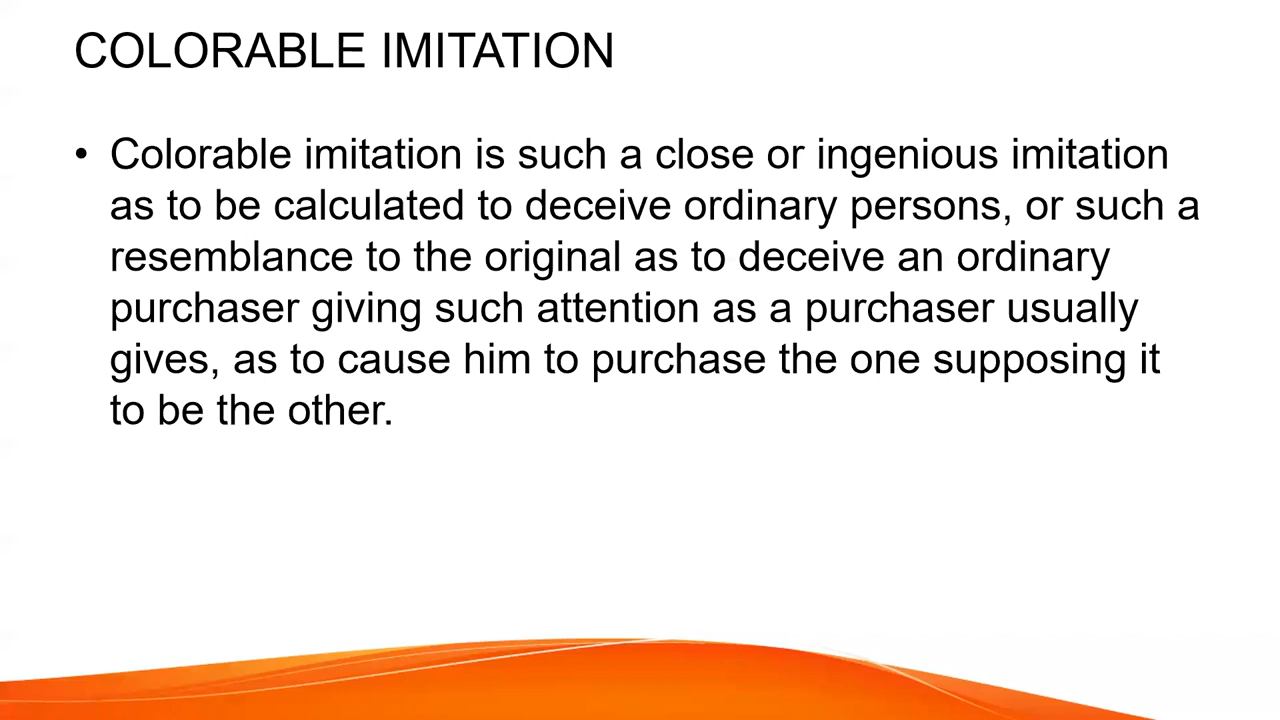 COLORABLE IMITATION
• Colorable imitation is such a close or ingenious imitation
as to be calculated to deceive ordinary persons, or such a
resemblance to the original as to deceive an ordinary
purchaser giving such attention as a purchaser usually
gives, as to cause him to purchase the one supposing it
to be the other.